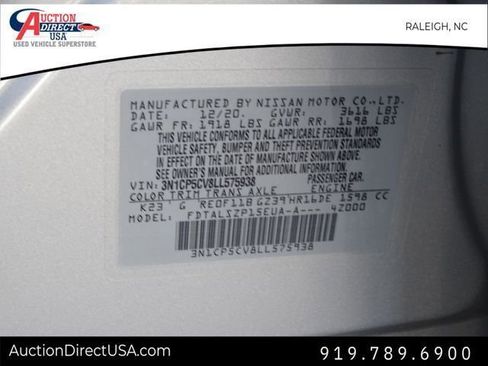 AUCTION
DIRECT
USA
USED VEHICLE SUPERSTORE
RALEIGH, NC
MANUFACTURED BY NISSAN MOTOR CO.,LTD.
DATE: 12/20. GVWR: 3616 LBS
GAWR FR: 1918 LBS GAWR RR: 1698 LBS
THIS VEHICLE CONFORMS TO ALL APPLICABLE FEDERAL MOTOR
VEHICLE SAFETY, BUMPER AND THEFT PREVENTION STANDARDS
IN EFFECT ON THE DATE OF MANUFACTURE SHOWN ABOVE.
SEE OWNER'S MANUAL FOR ADDITIONAL INFORMATION.
VIN: 3N1CP5CV8LL575938 PASSENGER CAR
COLOR TRIM TRANS AXLE ENGINE
K23 G RE0F11B GZ39 HR16DE 1598 CC
MODEL: FDTALSZP15EUA-A--- 4Z000
3N1CP5CV8LL575938
AuctionDirectUSA.com
919.789.6900